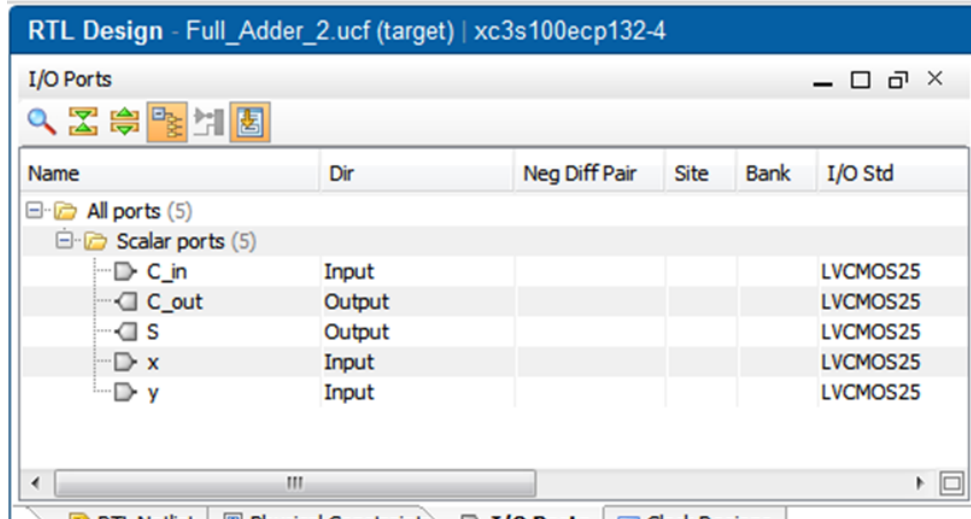 RTL Design - Full_Adder_2.ucf (target) | xc3s100ecp132-4
I/O Ports
Name Dir Neg Diff Pair Site Bank I/O Std
All ports (5)
Scalar ports (5)
C_in Input LVCMOS25
C_out Output LVCMOS25
S Output LVCMOS25
x Input LVCMOS25
y Input LVCMOS25